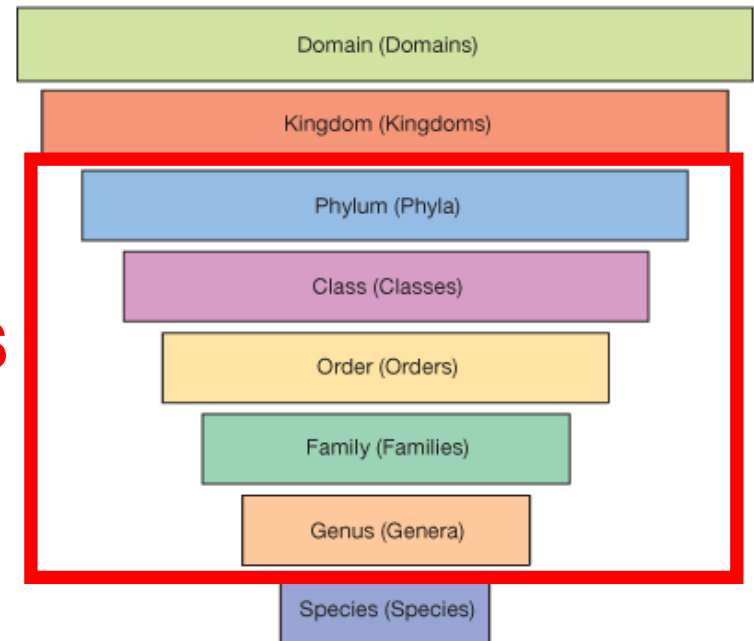 Domain (Domains)
Kingdom (Kingdoms)
Phylum (Phyla)
Class (Classes)
s
Order (Orders)
Family (Families)
Genus (Genera)
Species (Species)